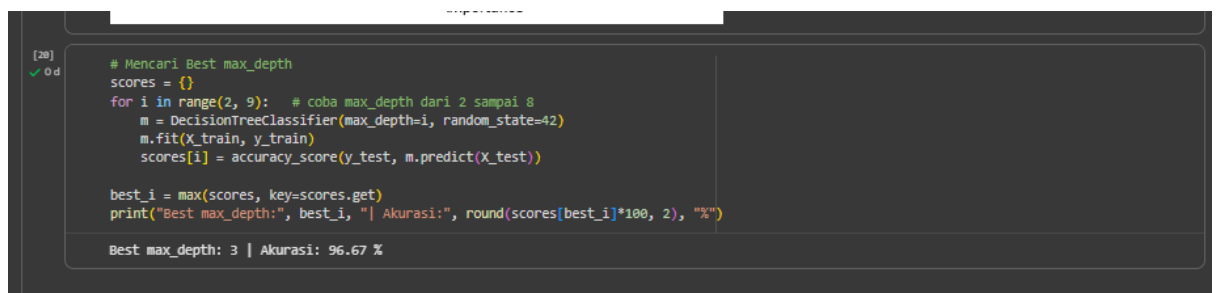 [20]
0 d
# Mencari Best max_depth
scores = {}
for i in range(2, 9):   # coba max_depth dari 2 sampai 8
    m = DecisionTreeClassifier(max_depth=i, random_state=42)
    m.fit(X_train, y_train)
    scores[i] = accuracy_score(y_test, m.predict(X_test))

best_i = max(scores, key=scores.get)
print("Best max_depth:", best_i, "| Akurasi:", round(scores[best_i]*100, 2), "%")
Best max_depth: 3 | Akurasi: 96.67 %